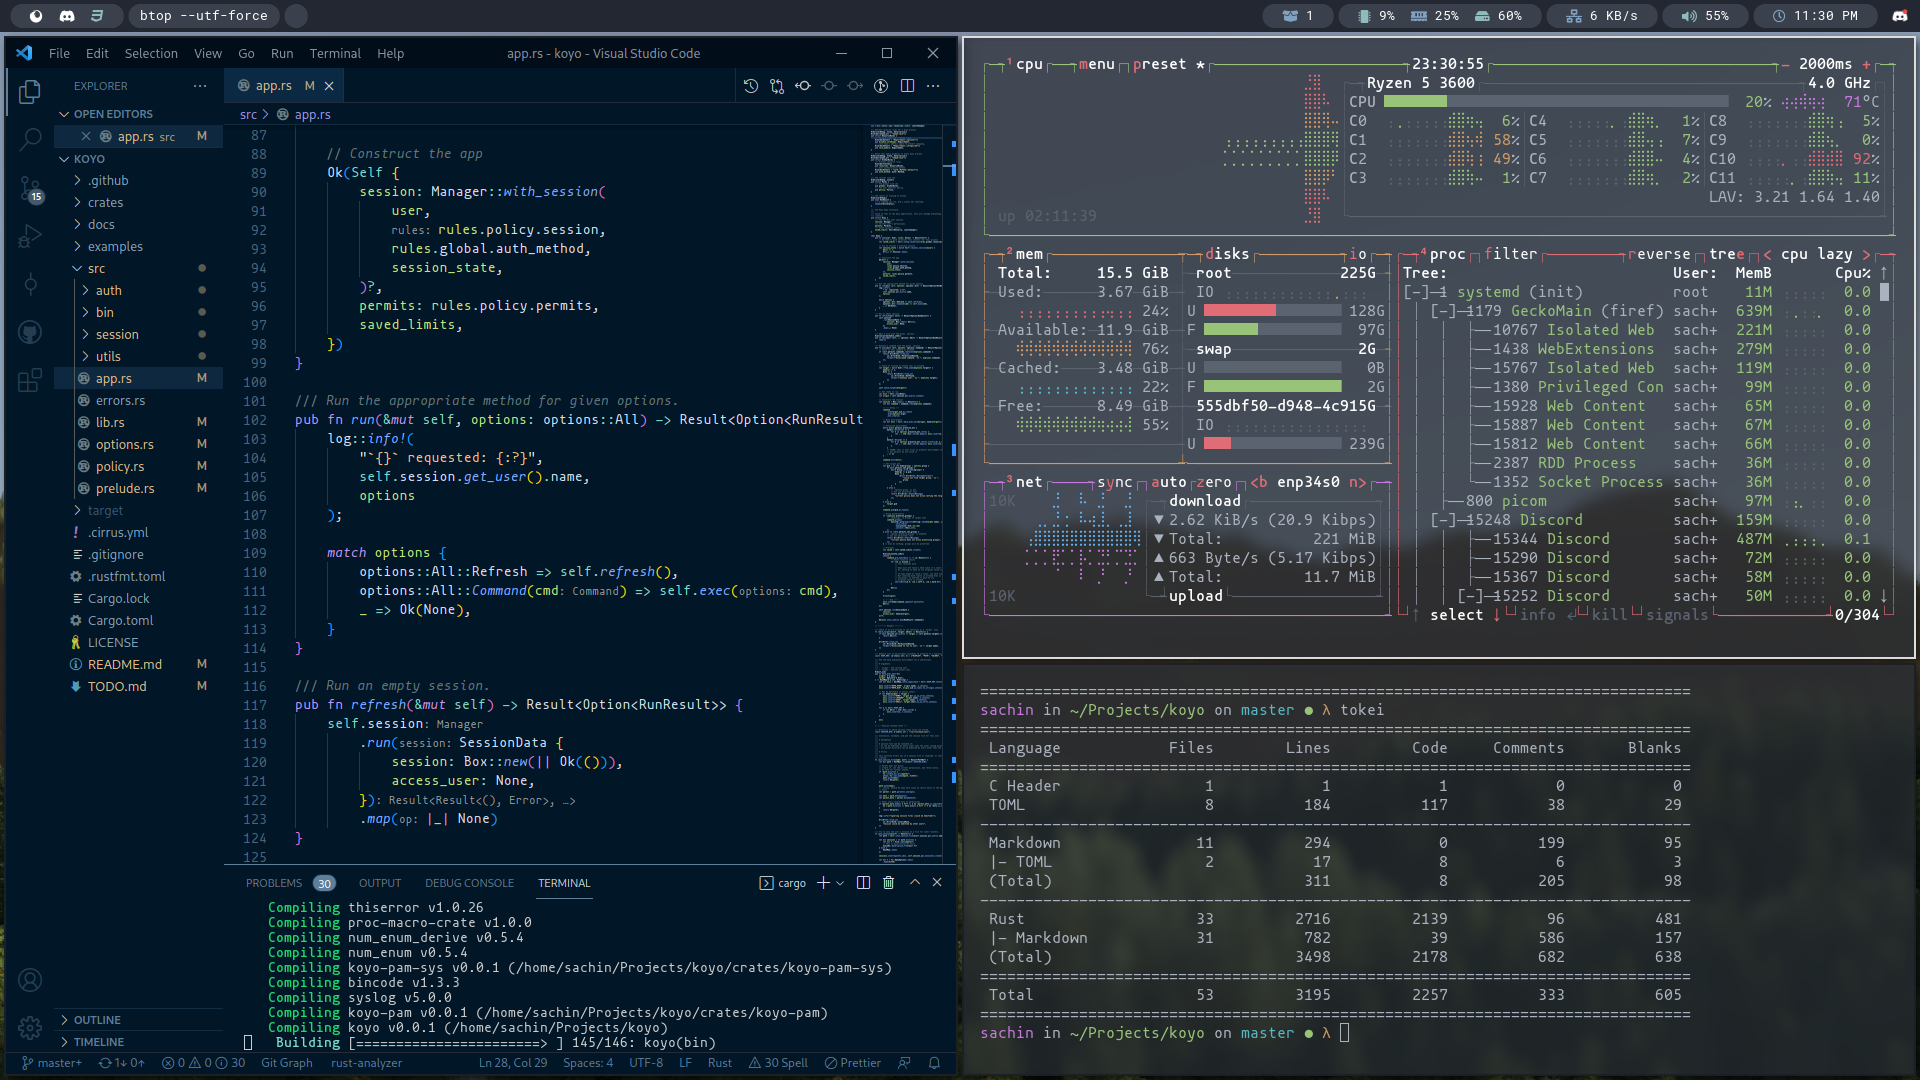 btop --utf-force
1
9% 25% 60%
6 KB/s
55%
11:30 PM
File Edit Selection View Go Run Terminal Help
app.rs - koyo - Visual Studio Code
EXPLORER ···
OPEN EDITORS
app.rs src M
KOYO
.github
crates
docs
examples
src
auth
bin
session
utils
app.rs M
errors.rs
lib.rs M
options.rs M
policy.rs M
prelude.rs M
target
.cirrus.yml
.gitignore
.rustfmt.toml
Cargo.lock
Cargo.toml
LICENSE
README.md M
TODO.md M
OUTLINE
TIMELINE
15
app.rs M
src > app.rs
87
88 // Construct the app
89 Ok(Self {
90 session: Manager::with_session(
91 user,
92 rules: rules.policy.session,
93 rules.global.auth_method,
94 session_state,
95 )?,
96 permits: rules.policy.permits,
97 saved_limits,
98 })
99 }
100
101 /// Run the appropriate method for given options.
102 pub fn run(&mut self, options: options::All) -> Result<Option<RunResult
103 log::info!(
104 "`{}` requested: {:?}",
105 self.session.get_user().name,
106 options
107 );
108
109 match options {
110 options::All::Refresh => self.refresh(),
111 options::All::Command(cmd: Command) => self.exec(options: cmd),
112 _ => Ok(None),
113 }
114 }
115
116 /// Run an empty session.
117 pub fn refresh(&mut self) -> Result<Option<RunResult>> {
118 self.session: Manager
119 .run(session: SessionData {
120 session: Box::new(|| Ok(())),
121 access_user: None,
122 }): Result<Result<(), Error>, …>
123 .map(op: |_| None)
124 }
125
PROBLEMS 30 OUTPUT DEBUG CONSOLE TERMINAL cargo
Compiling thiserror v1.0.26
Compiling proc-macro-crate v1.0.0
Compiling num_enum_derive v0.5.4
Compiling num_enum v0.5.4
Compiling koyo-pam-sys v0.0.1 (/home/sachin/Projects/koyo/crates/koyo-pam-sys)
Compiling bincode v1.3.3
Compiling syslog v5.0.0
Compiling koyo-pam v0.0.1 (/home/sachin/Projects/koyo/crates/koyo-pam)
Compiling koyo v0.0.1 (/home/sachin/Projects/koyo)
Building [=======================> ] 145/146: koyo(bin)
master+ 1↓ 0↑ 0 0 30 Git Graph rust-analyzer Ln 28, Col 29 Spaces: 4 UTF-8 LF Rust 30 Spell Prettier
1 cpu menu preset * 23:30:55 - 2000ms +
Ryzen 5 3600 4.0 GHz
CPU 20% 71°C
C0 6% C4 1% C8 5%
C1 58% C5 7% C9 0%
C2 49% C6 4% C10 92%
C3 1% C7 2% C11 11%
LAV: 3.21 1.64 1.40
up 02:11:39
2 mem disks io
Total: 15.5 GiB
Used: 3.67 GiB
24%
Available: 11.9 GiB
76%
Cached: 3.48 GiB
22%
Free: 8.49 GiB
55%
root 225G
IO
U 128G
F 97G
swap 2G
U 0B
F 2G
555dbf50-d948-4c915G
IO
U 239G
3 net sync auto zero <b enp34s0 n>
10K
download
▼ 2.62 KiB/s (20.9 Kibps)
▼ Total: 221 MiB
▲ 663 Byte/s (5.17 Kibps)
▲ Total: 11.7 MiB
10K
upload
4 proc filter reverse tree < cpu lazy >
Tree: User: MemB Cpu% ↑
[-]─1 systemd (init) root 11M 0.0
[-]─1179 GeckoMain (firef) sach+ 639M 0.0
10767 Isolated Web sach+ 221M 0.0
1438 WebExtensions sach+ 279M 0.0
15767 Isolated Web sach+ 119M 0.0
1380 Privileged Con sach+ 99M 0.0
15928 Web Content sach+ 65M 0.0
15887 Web Content sach+ 67M 0.0
15812 Web Content sach+ 66M 0.0
2387 RDD Process sach+ 36M 0.0
1352 Socket Process sach+ 36M 0.0
800 picom sach+ 97M 0.0
[-]─15248 Discord sach+ 159M 0.0
15344 Discord sach+ 487M 0.1
15290 Discord sach+ 72M 0.0
15367 Discord sach+ 58M 0.0
[-]─15252 Discord sach+ 50M 0.0 ↓
↑ select ↓ info ↲ kill signals 0/304
===============================================================================
sachin in ~/Projects/koyo on master ● λ tokei
===============================================================================
Language Files Lines Code Comments Blanks
===============================================================================
C Header 1 1 1 0 0
TOML 8 184 117 38 29
-------------------------------------------------------------------------------
Markdown 11 294 0 199 95
|- TOML 2 17 8 6 3
(Total) 311 8 205 98
-------------------------------------------------------------------------------
Rust 33 2716 2139 96 481
|- Markdown 31 782 39 586 157
(Total) 3498 2178 682 638
===============================================================================
Total 53 3195 2257 333 605
===============================================================================
sachin in ~/Projects/koyo on master ● λ